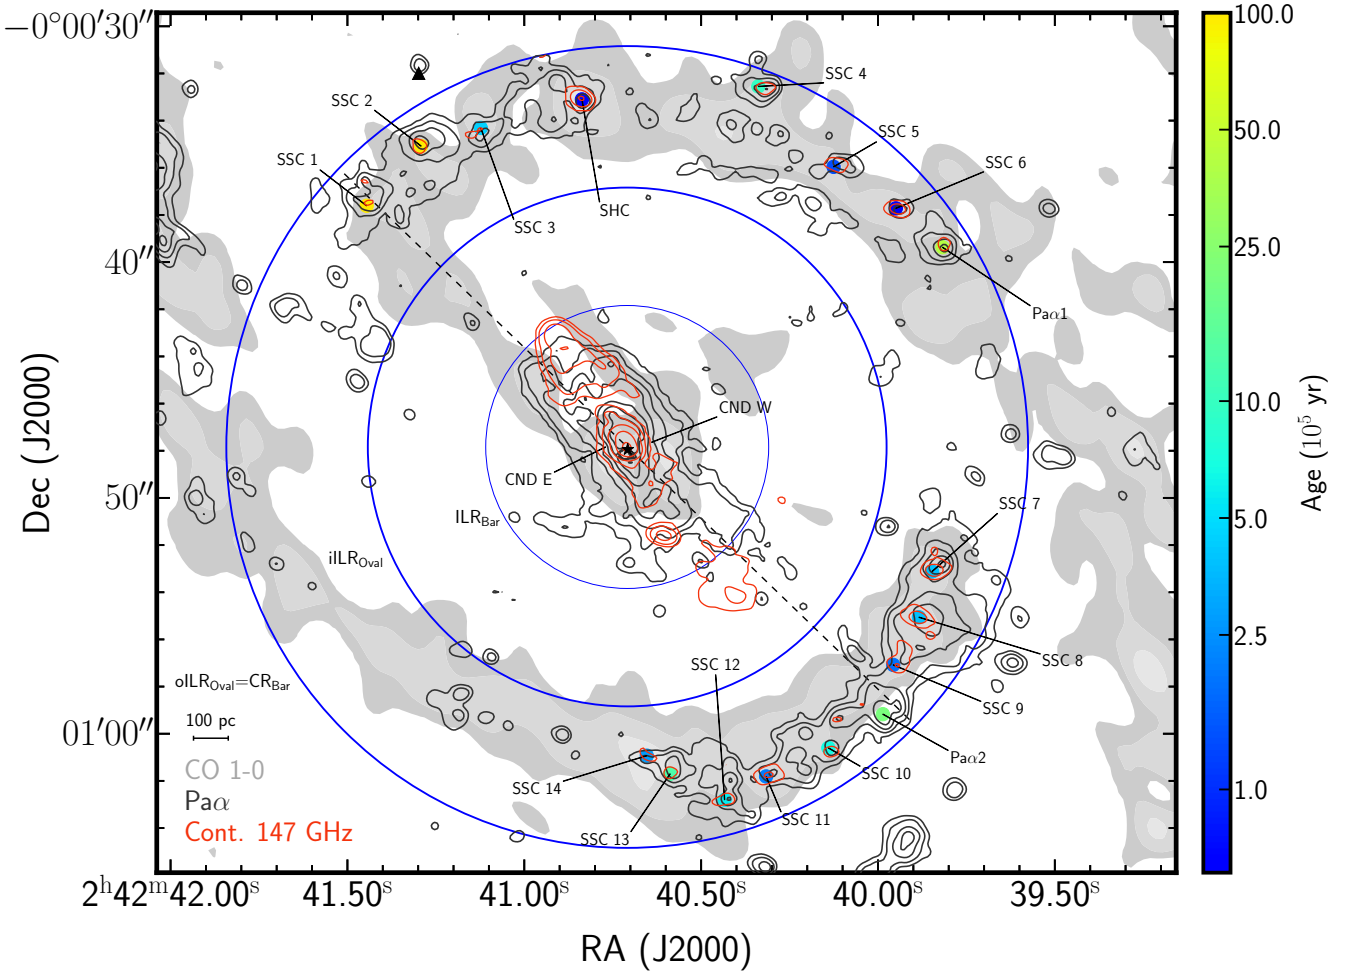 −0°00′30″
100.0
SSC 4
SSC 2
SSC 5
50.0
SSC 1
SSC 6
SHC
SSC 3
25.0
40″
Paα1
CND W
10.0
CND E
50″
SSC 7
ILR_Bar
5.0
iILR_Oval
Dec (J2000)
Age (10⁵ yr)
2.5
SSC 12
SSC 8
oILR_Oval=CR_Bar
SSC 9
100 pc
01′00″
Paα2
CO 1-0
SSC 10
SSC 14
1.0
Paα
SSC 11
Cont. 147 GHz
SSC 13
2ʰ42ᵐ42.00ˢ 41.50ˢ 41.00ˢ 40.50ˢ 40.00ˢ 39.50ˢ
RA (J2000)